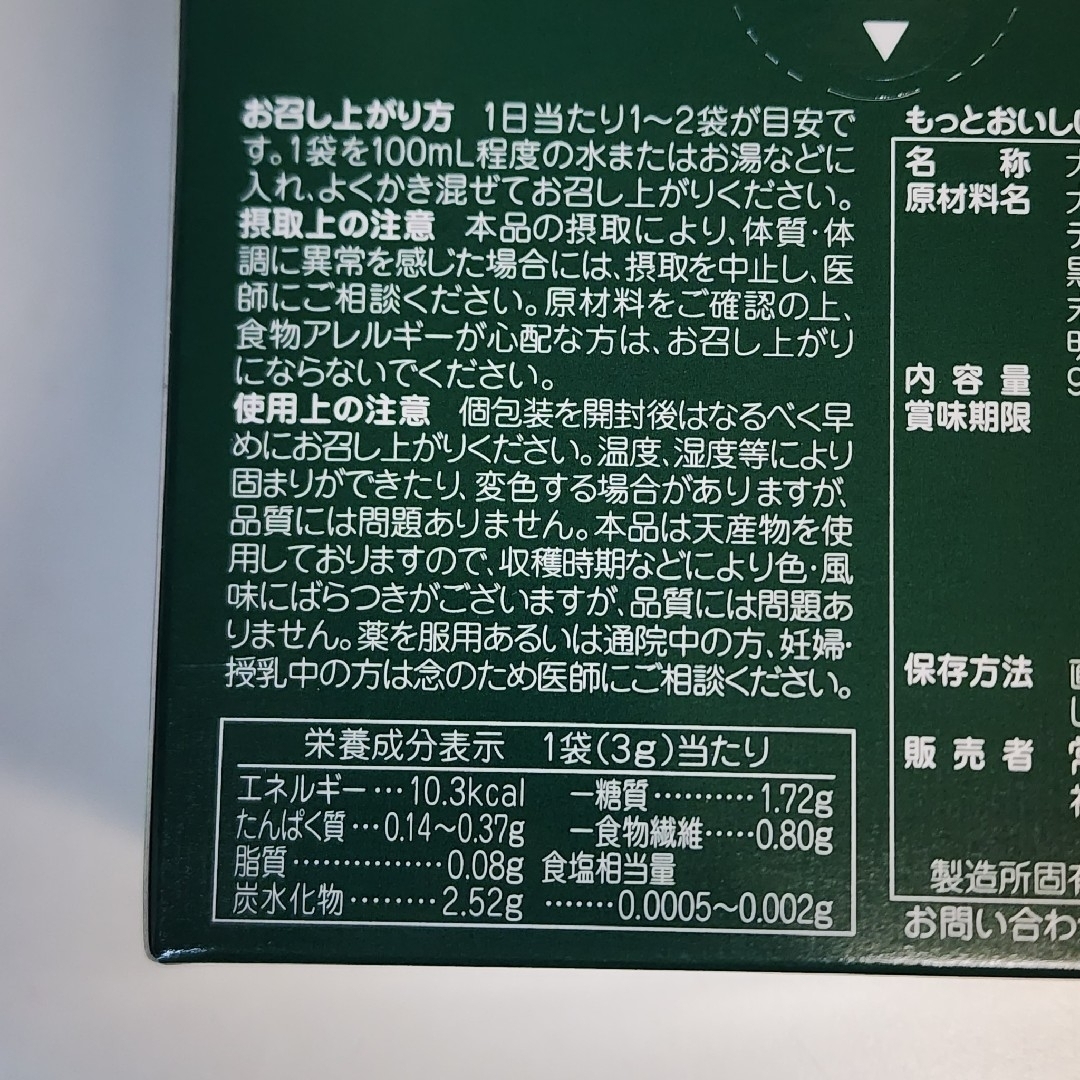 お召し上がり方　1日当たり1〜2袋が目安で
す。1袋を100mL程度の水またはお湯などに
入れ、よくかき混ぜてお召し上がりください。
摂取上の注意　本品の摂取により、体質・体
調に異常を感じた場合には、摂取を中止し、医
師にご相談ください。原材料をご確認の上、
食物アレルギーが心配な方は、お召し上がり
にならないでください。
使用上の注意　個包装を開封後はなるべく早
めにお召し上がりください。温度、湿度等により
固まりができたり、変色する場合がありますが、
品質には問題ありません。本品は天産物を使
用しておりますので、収穫時期などにより色・風
味にばらつきがございますが、品質には問題あ
りません。薬を服用あるいは通院中の方、妊婦・
授乳中の方は念のため医師にご相談ください。
栄養成分表示　1袋(3g)当たり
エネルギー…10.3kcal
たんぱく質…0.14〜0.37g
脂質……………0.08g
炭水化物………2.52g
ー糖質…………1.72g
ー食物繊維……0.80g
食塩相当量
……0.0005〜0.002g
もっとおいし
名称
原材料名
内容量
賞味期限
保存方法
販売者
製造所固
お問い合わ